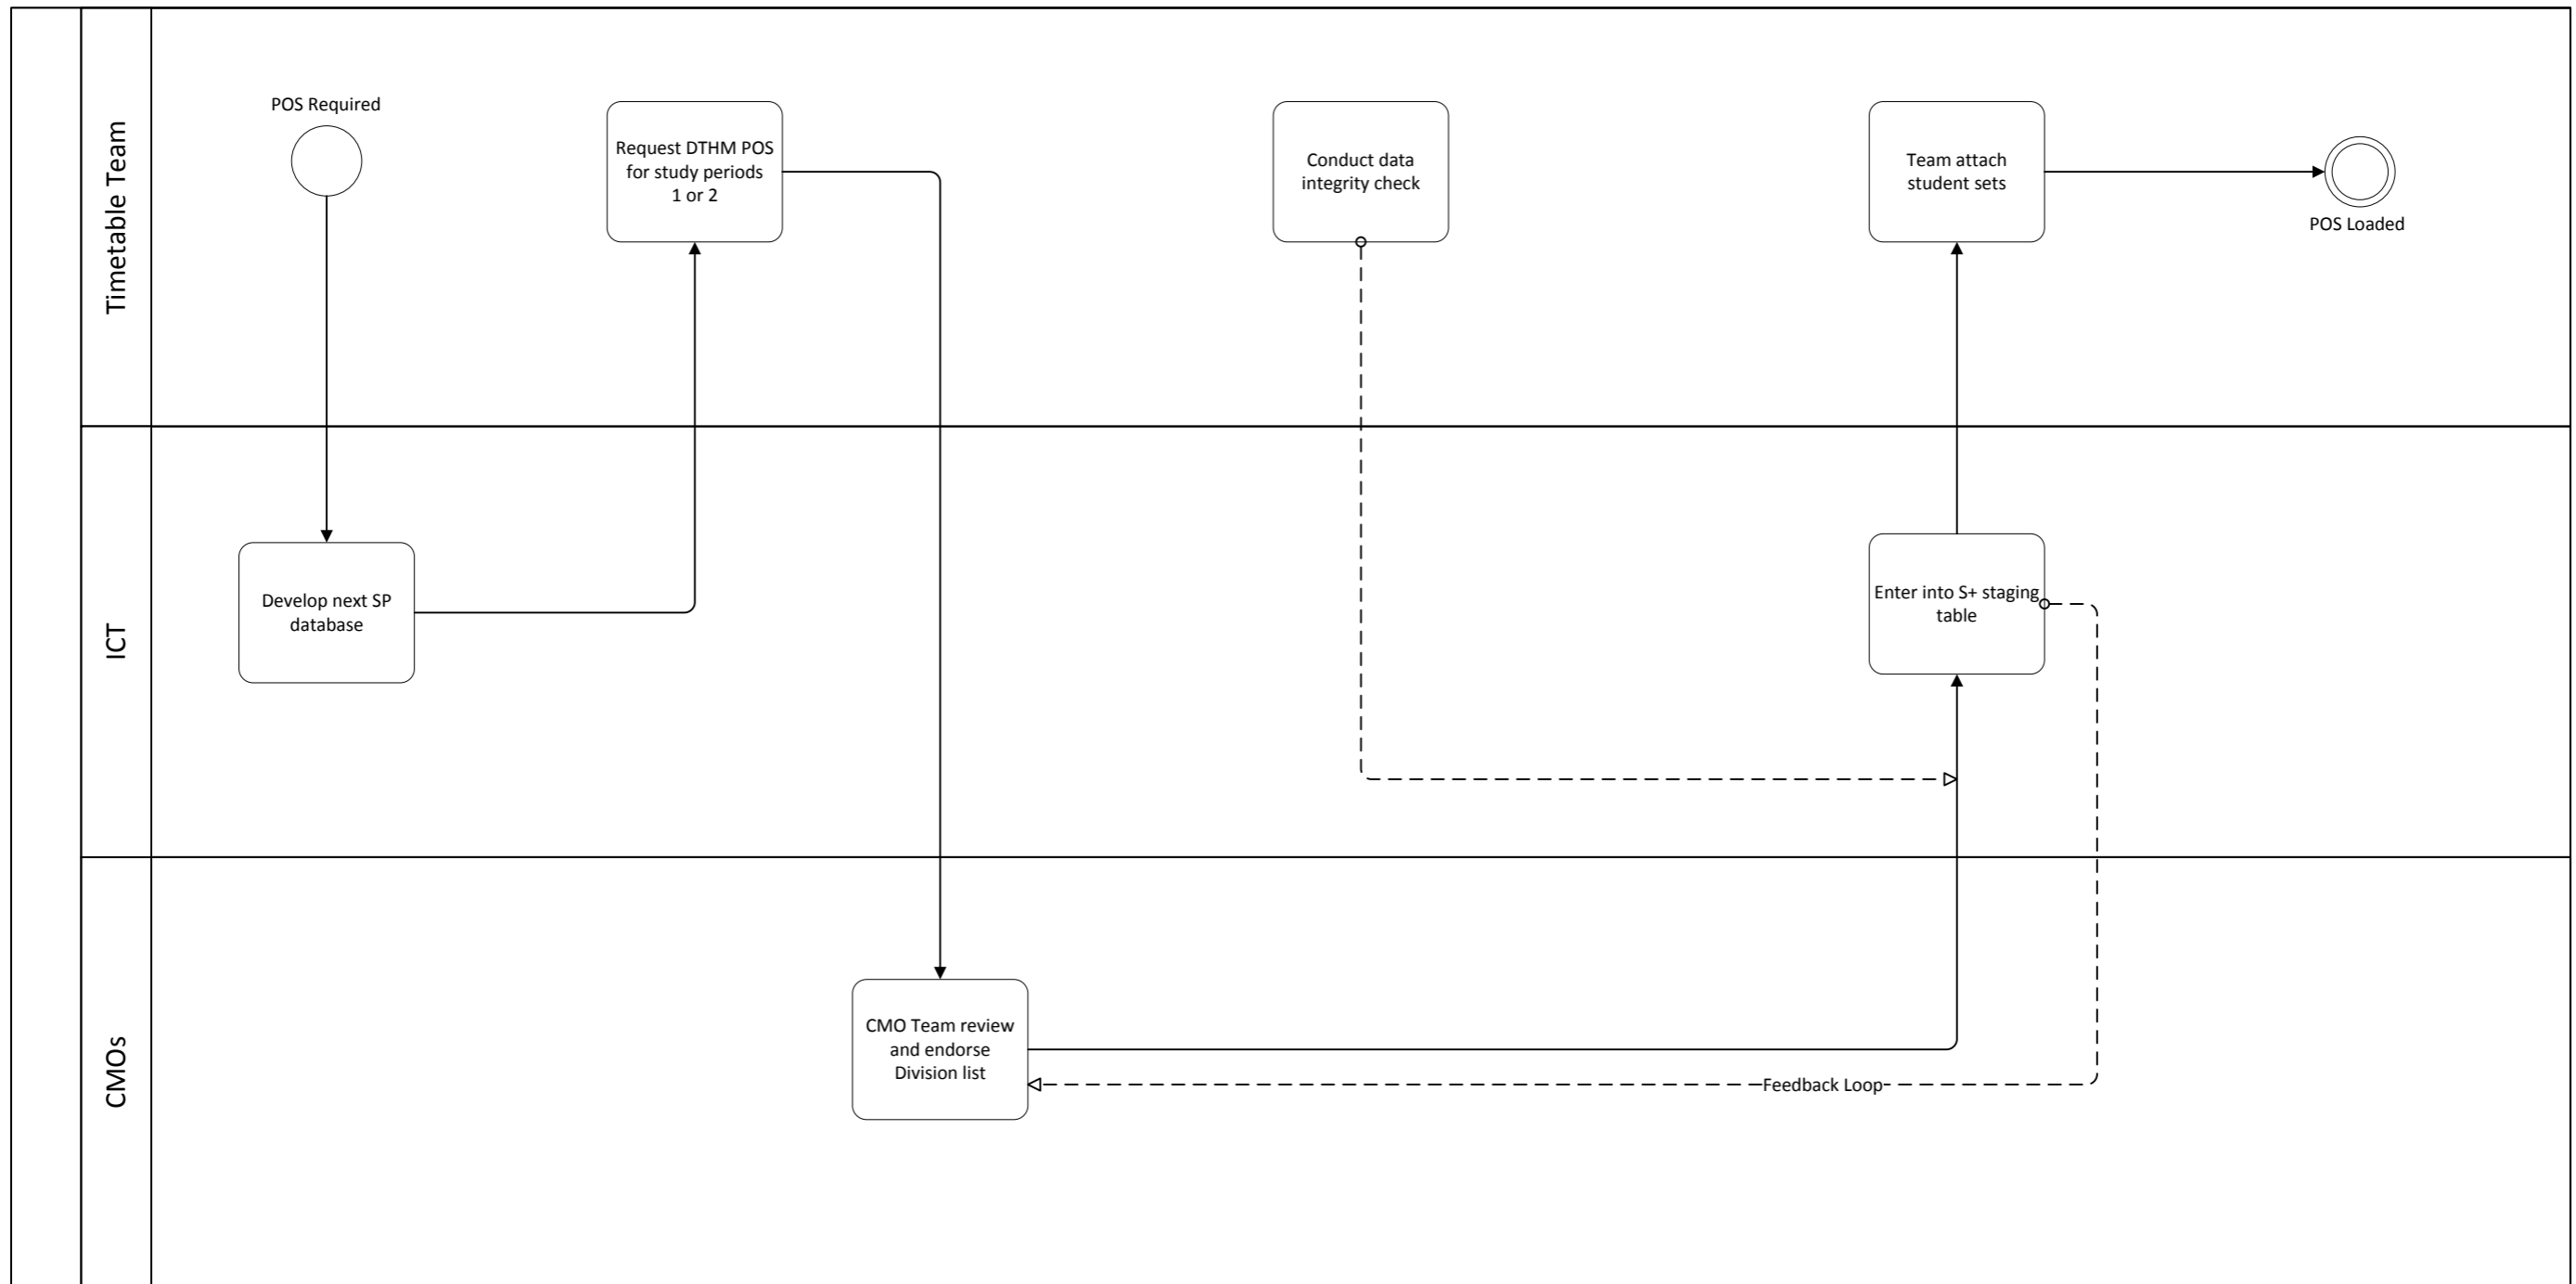 Timetable Team
POS Required
Request DTHM POS
for study periods
1 or 2
Conduct data
integrity check
Team attach
student sets
POS Loaded
ICT
Develop next SP
database
Enter into S+ staging
table
CMOs
CMO Team review
and endorse
Division list
Feedback Loop